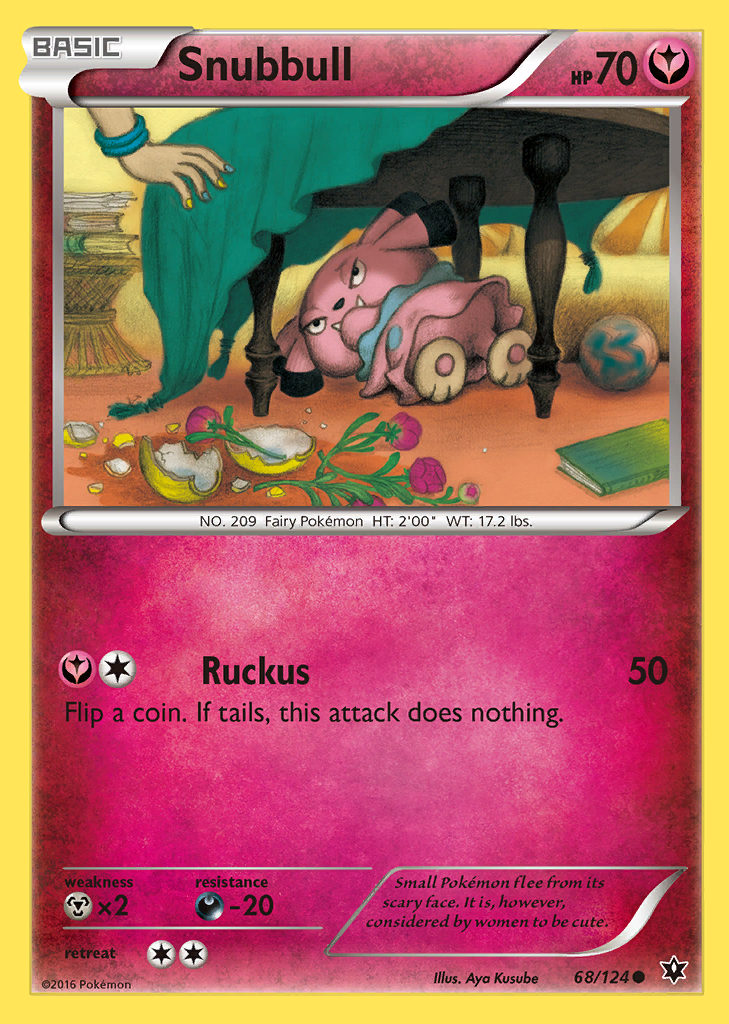 BASIC
Snubbull
HP 70
NO. 209 Fairy Pokémon HT: 2'00" WT: 17.2 lbs.
Ruckus 50
Flip a coin. If tails, this attack does nothing.
weakness resistance
×2 -20
retreat
Small Pokémon flee from its
scary face. It is, however,
considered by women to be cute.
©2016 Pokémon
Illus. Aya Kusube
68/124